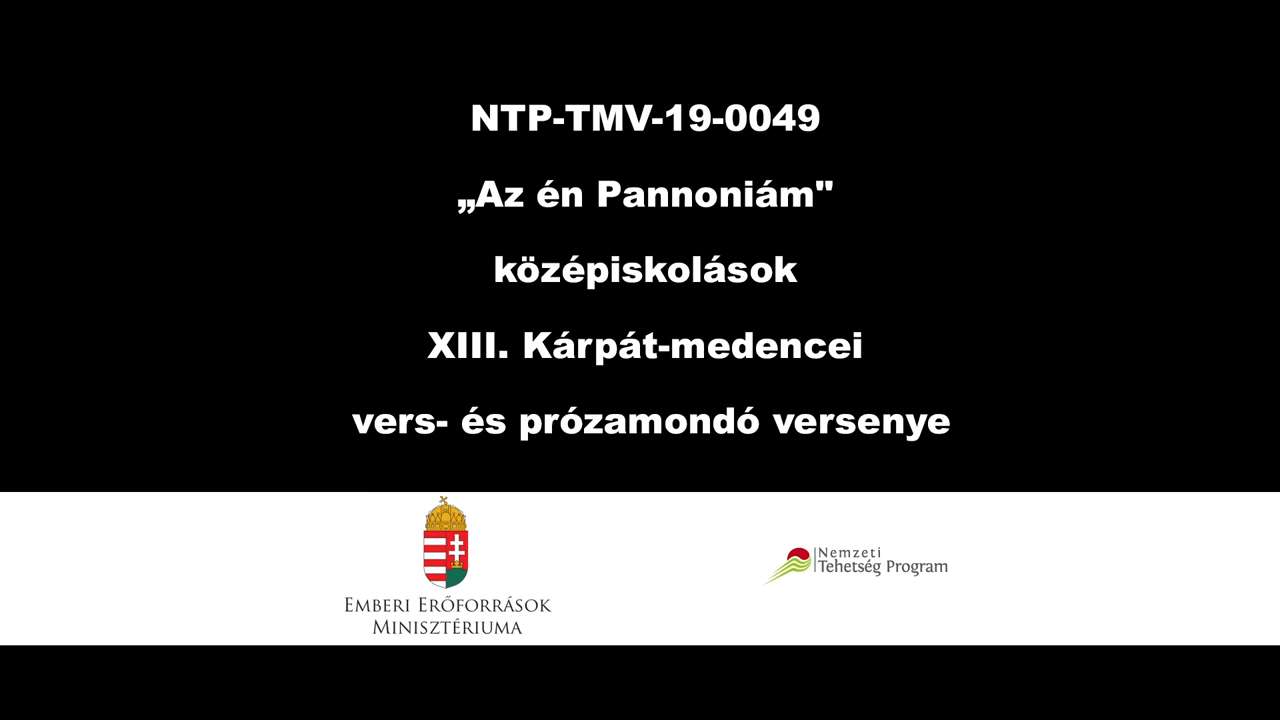 NTP-TMV-19-0049
„Az én Pannoniám"
középiskolások
XIII. Kárpát-medencei
vers- és prózamondó versenye
EMBERI ERŐFORRÁSOK
MINISZTÉRIUMA
Nemzeti
Tehetség Program